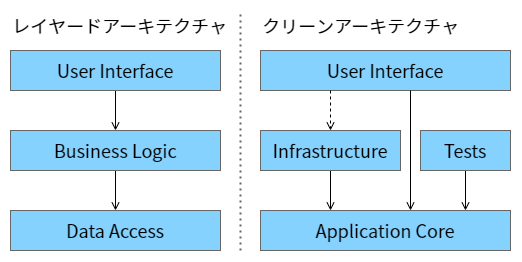 レイヤードアーキテクチャ
User Interface
Business Logic
Data Access
クリーンアーキテクチャ
User Interface
Infrastructure
Tests
Application Core